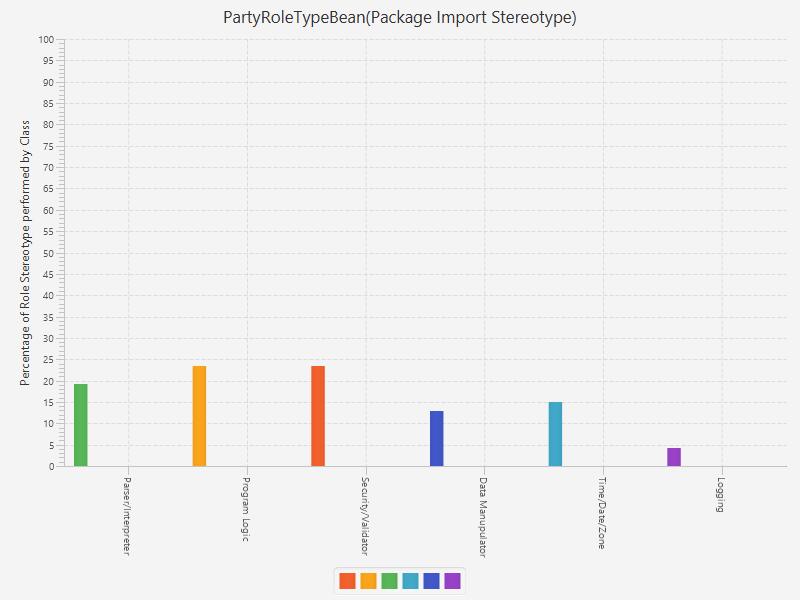 PartyRoleTypeBean(Package Import Stereotype)
Percentage of Role Stereotype performed by Class
100
95
90
85
80
75
70
65
60
55
50
45
40
35
30
25
20
15
10
5
0
Parser/Interpreter
Program Logic
Security/Validator
Data Manupulator
Time/Date/Zone
Logging